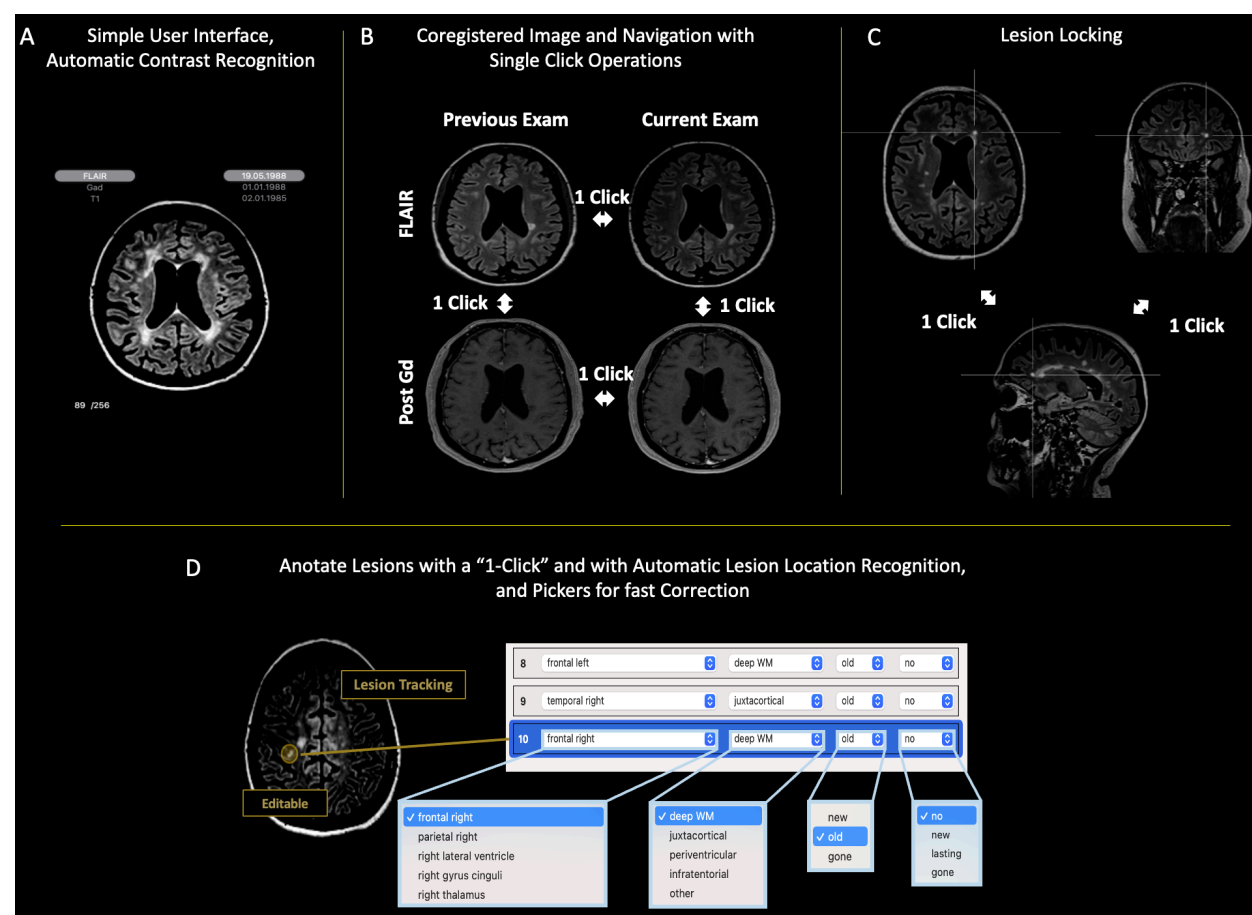 A
Simple User Interface,
Automatic Contrast Recognition
FLAIR
Gad
T1
19.05.1988
01.01.1988
02.01.1985
89 /256
B
Coregistered Image and Navigation with
Single Click Operations
Previous Exam
Current Exam
FLAIR
1 Click
1 Click
1 Click
Post Gd
1 Click
C
Lesion Locking
1 Click
1 Click
D
Anotate Lesions with a “1-Click” and with Automatic Lesion Location Recognition,
and Pickers for fast Correction
Lesion Tracking
Editable
8 frontal left deep WM old no
9 temporal right juxtacortical old no
10 frontal right deep WM old no
✓ frontal right
parietal right
right lateral ventricle
right gyrus cinguli
right thalamus
✓ deep WM
juxtacortical
periventricular
infratentorial
other
new
✓ old
gone
✓ no
new
lasting
gone